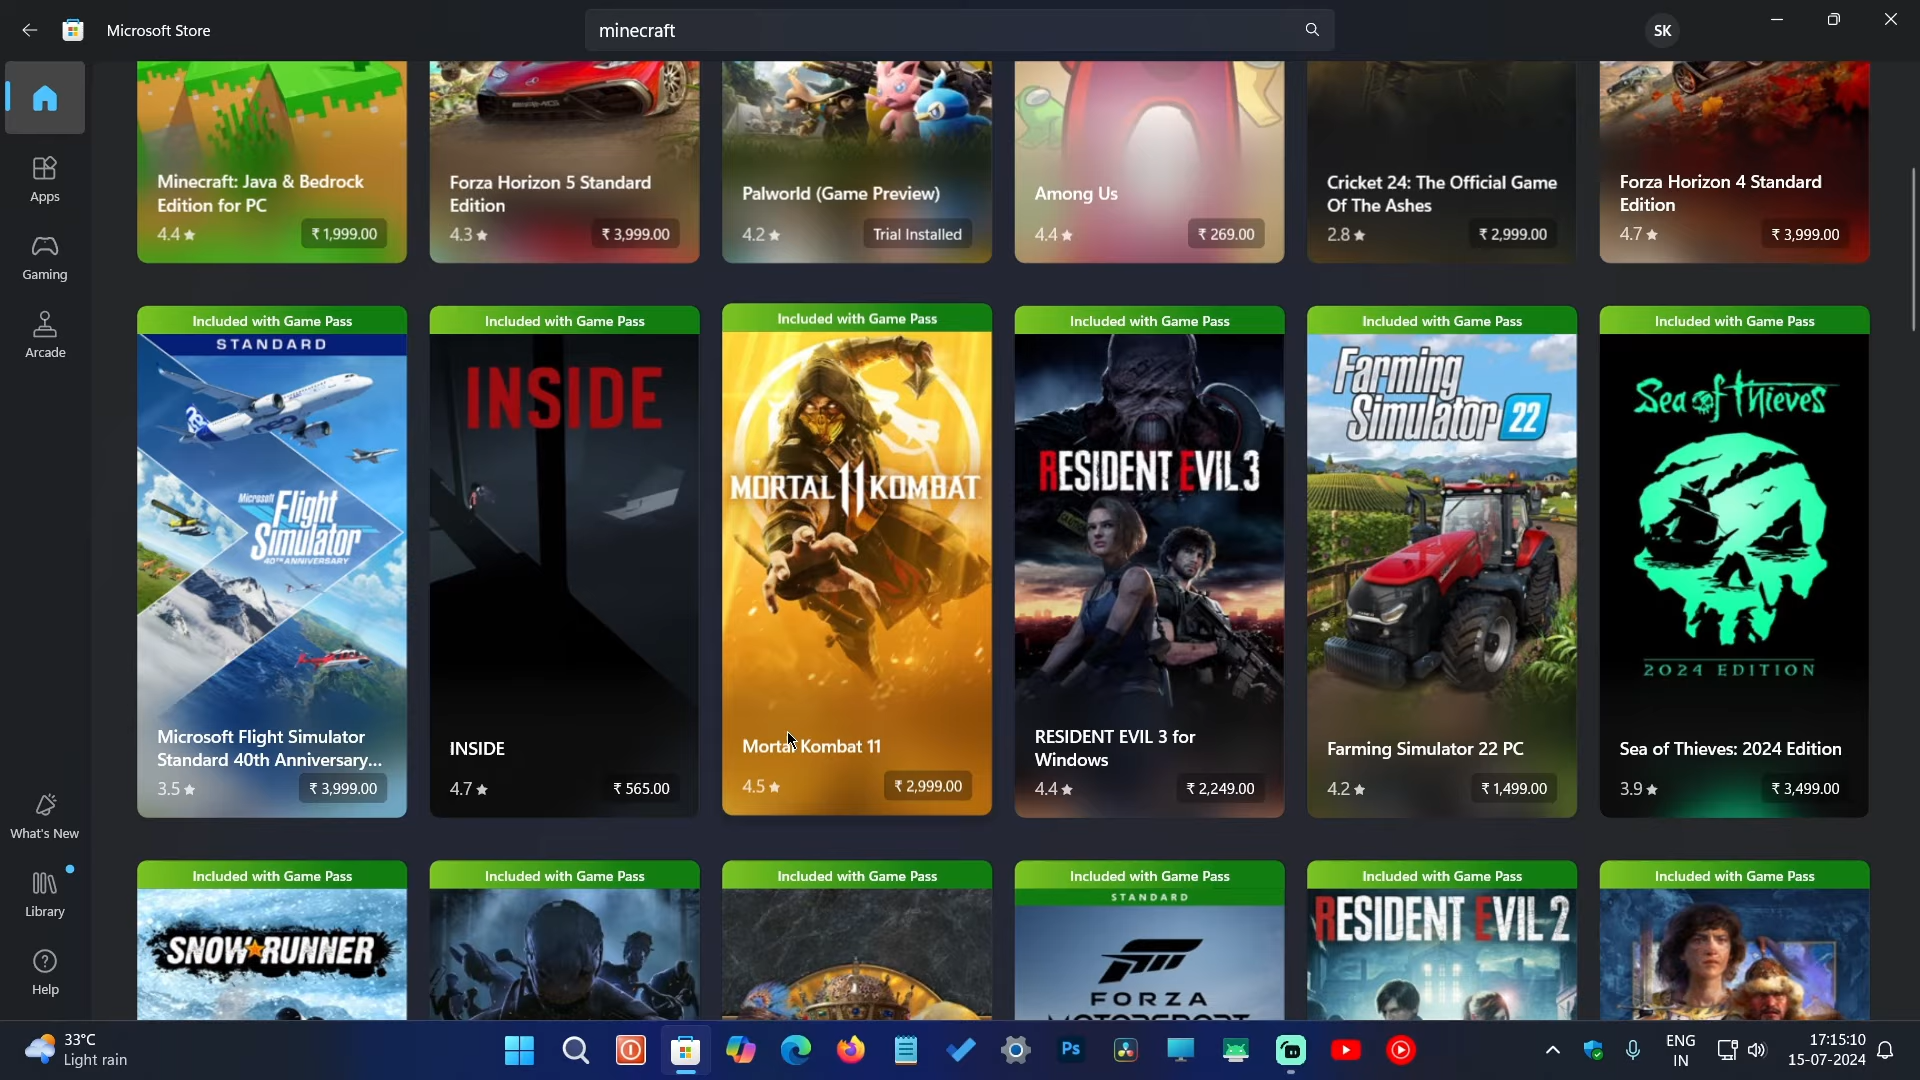 Microsoft Store
minecraft
SK
Home
Apps
Gaming
Arcade
What's New
Library
Help
Minecraft: Java & Bedrock
Edition for PC
4.4★
₹ 1,999.00
Forza Horizon 5 Standard
Edition
4.3★
₹ 3,999.00
Palworld (Game Preview)
4.2★
Trial Installed
Among Us
4.4★
₹ 269.00
Cricket 24: The Official Game
Of The Ashes
2.8★
₹ 2,999.00
Forza Horizon 4 Standard
Edition
4.7★
₹ 3,999.00
Included with Game Pass
STANDARD
Microsoft
Flight
Simulator
40TH ANNIVERSARY
Microsoft Flight Simulator
Standard 40th Anniversary...
3.5★
₹ 3,999.00
Included with Game Pass
INSIDE
INSIDE
4.7★
₹ 565.00
Included with Game Pass
MORTAL 11 KOMBAT
Mortal Kombat 11
4.5★
₹ 2,999.00
Included with Game Pass
RESIDENT EVIL 3
RESIDENT EVIL 3 for
Windows
4.4★
₹ 2,249.00
Included with Game Pass
Farming
Simulator 22
Farming Simulator 22 PC
4.2★
₹ 1,499.00
Included with Game Pass
Sea of Thieves
2024 EDITION
Sea of Thieves: 2024 Edition
3.9★
₹ 3,499.00
Included with Game Pass
SNOWRUNNER
Included with Game Pass
Included with Game Pass
Included with Game Pass
STANDARD
FORZA
MOTORSPORT
Included with Game Pass
RESIDENT EVIL 2
Included with Game Pass
33°C
Light rain
Ps
ENG
IN
17:15:10
15-07-2024